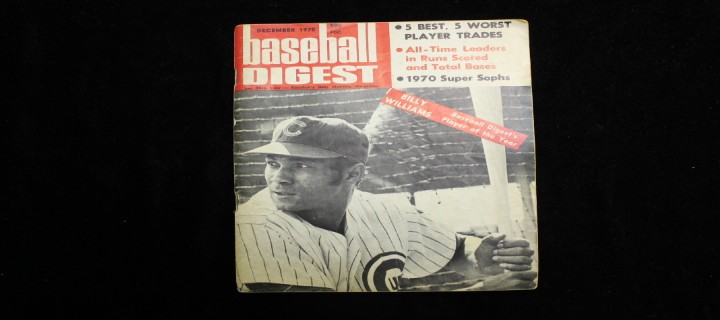 DECEMBER 1970
baseball
DIGEST
• 5 BEST, 5 WORST
PLAYER TRADES
• All-Time Leaders
in Runs Scored
and Total Bases
• 1970 Super Sophs
BILLY
WILLIAMS
Baseball Digest's
Player of the Year
C
C